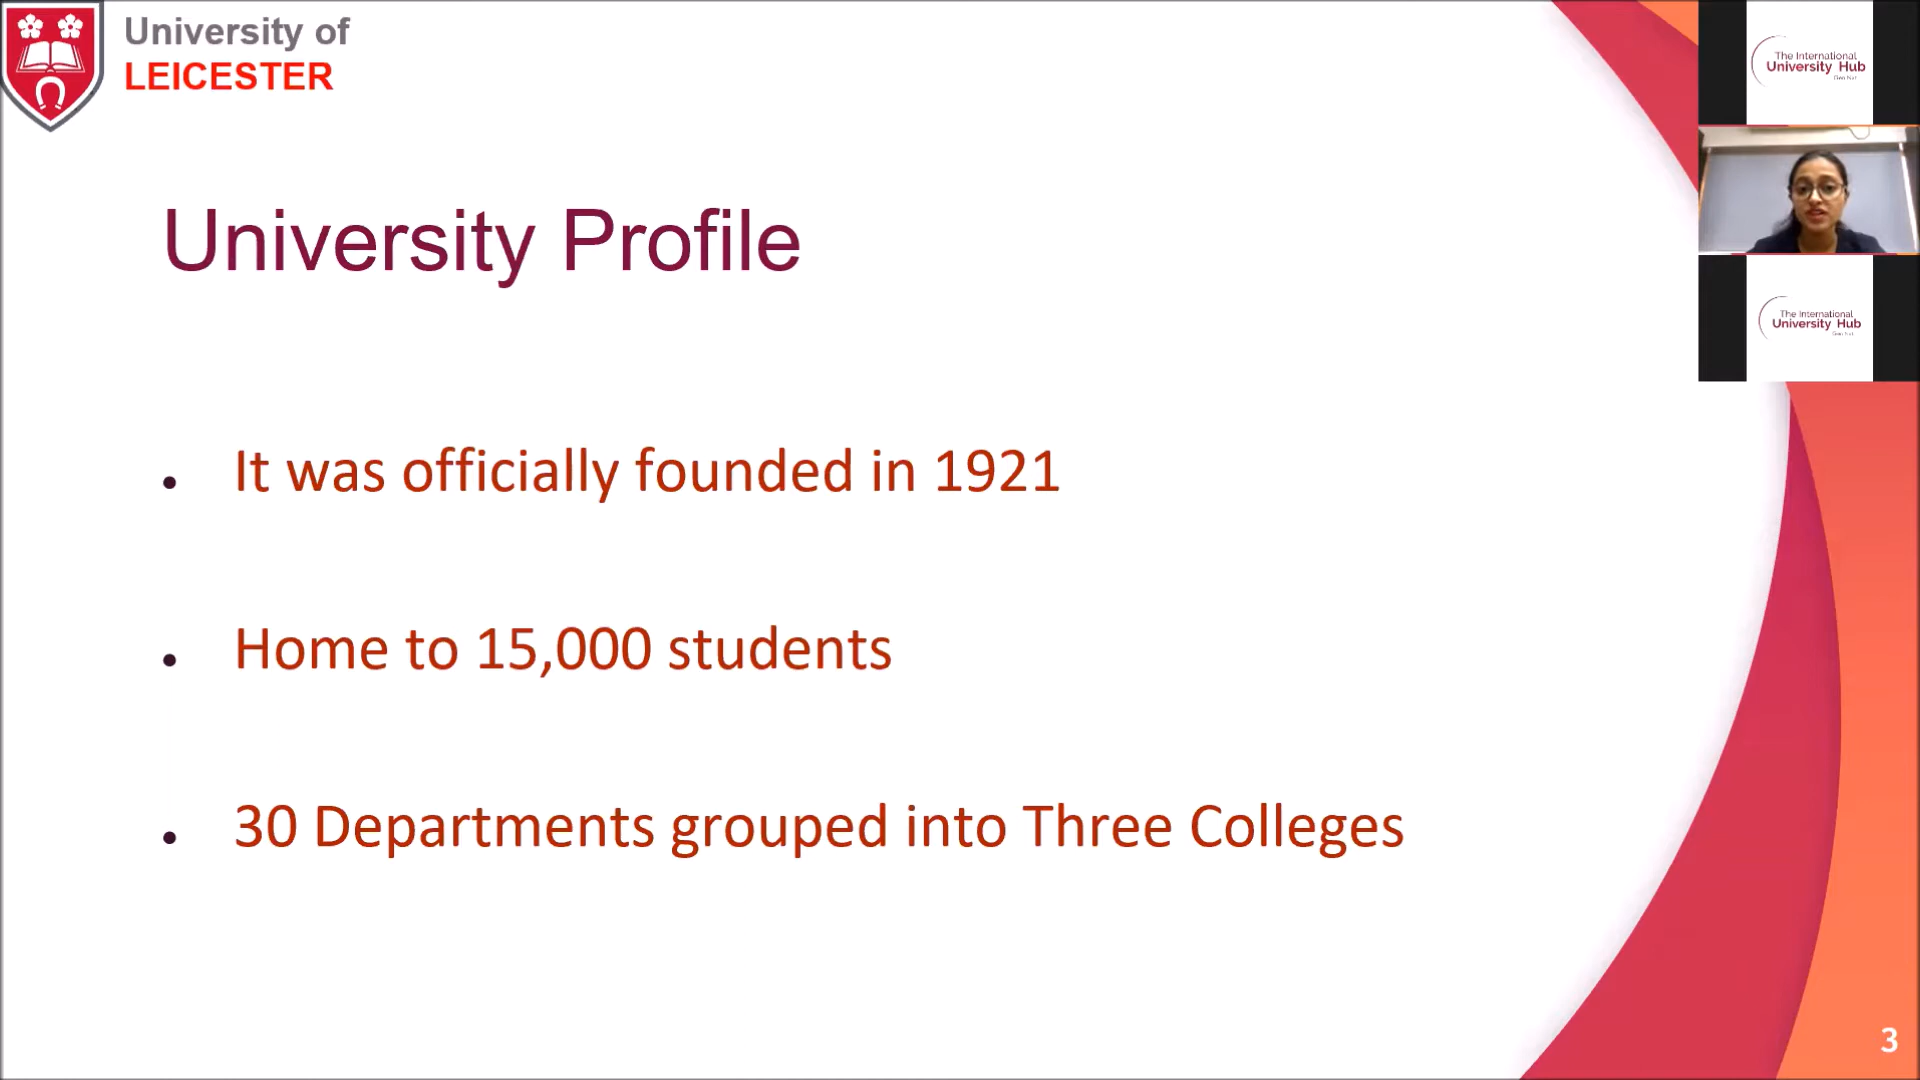 University of
LEICESTER
The International
University Hub
University Profile
The International
University Hub
It was officially founded in 1921
Home to 15,000 students
30 Departments grouped into Three Colleges
3